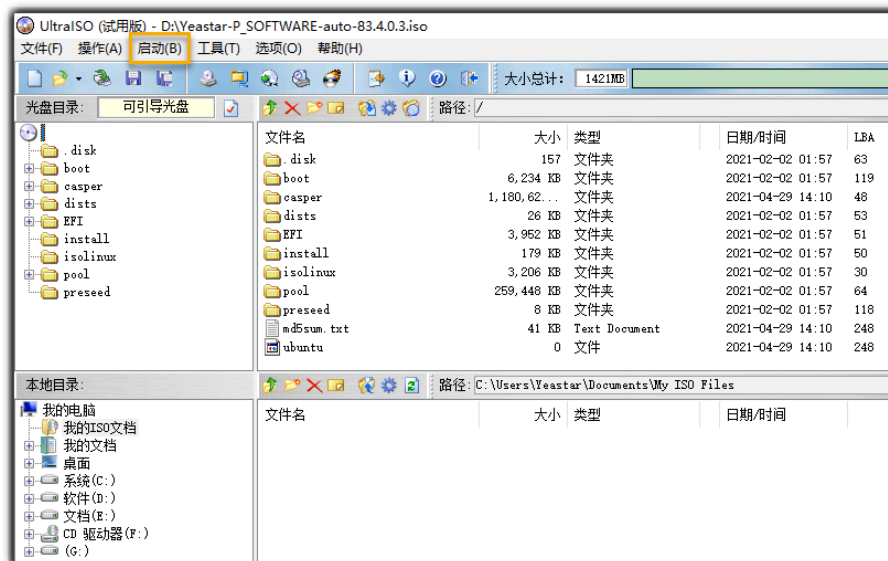 UltraISO (试用版) - D:\Yeastar-P_SOFTWARE-auto-83.4.0.3.iso
文件(F) 操作(A) 启动(B) 工具(T) 选项(O) 帮助(H)
大小总计: 1421MB
光盘目录: 可引导光盘 路径: /
.disk
boot
casper
dists
EFI
install
isolinux
pool
preseed
文件名 大小 类型 日期/时间 LBA
.disk 157 文件夹 2021-02-02 01:57 63
boot 6,234 KB 文件夹 2021-02-02 01:57 119
casper 1,180,62... 文件夹 2021-04-29 14:10 48
dists 26 KB 文件夹 2021-02-02 01:57 53
EFI 3,952 KB 文件夹 2021-02-02 01:57 51
install 179 KB 文件夹 2021-02-02 01:57 50
isolinux 3,206 KB 文件夹 2021-02-02 01:57 30
pool 259,448 KB 文件夹 2021-02-02 01:57 64
preseed 8 KB 文件夹 2021-02-02 01:57 118
md5sum.txt 41 KB Text Document 2021-04-29 14:10 248
ubuntu 0 文件 2021-04-29 14:10 248
本地目录: 路径: C:\Users\Yeastar\Documents\My ISO Files
我的电脑
我的ISO文档
我的文档
桌面
系统(C:)
软件(D:)
文档(E:)
CD 驱动器(F:)
(G:)
文件名 大小 类型 日期/时间